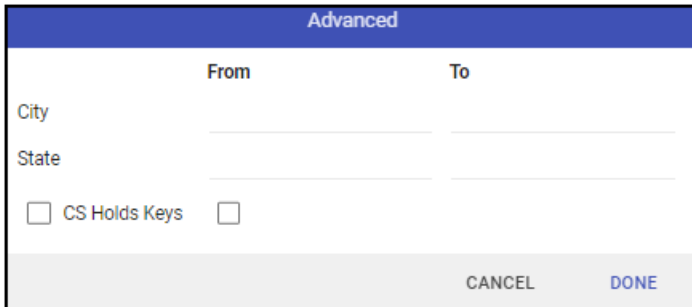 Advanced
From To
City
State
CS Holds Keys
CANCEL DONE